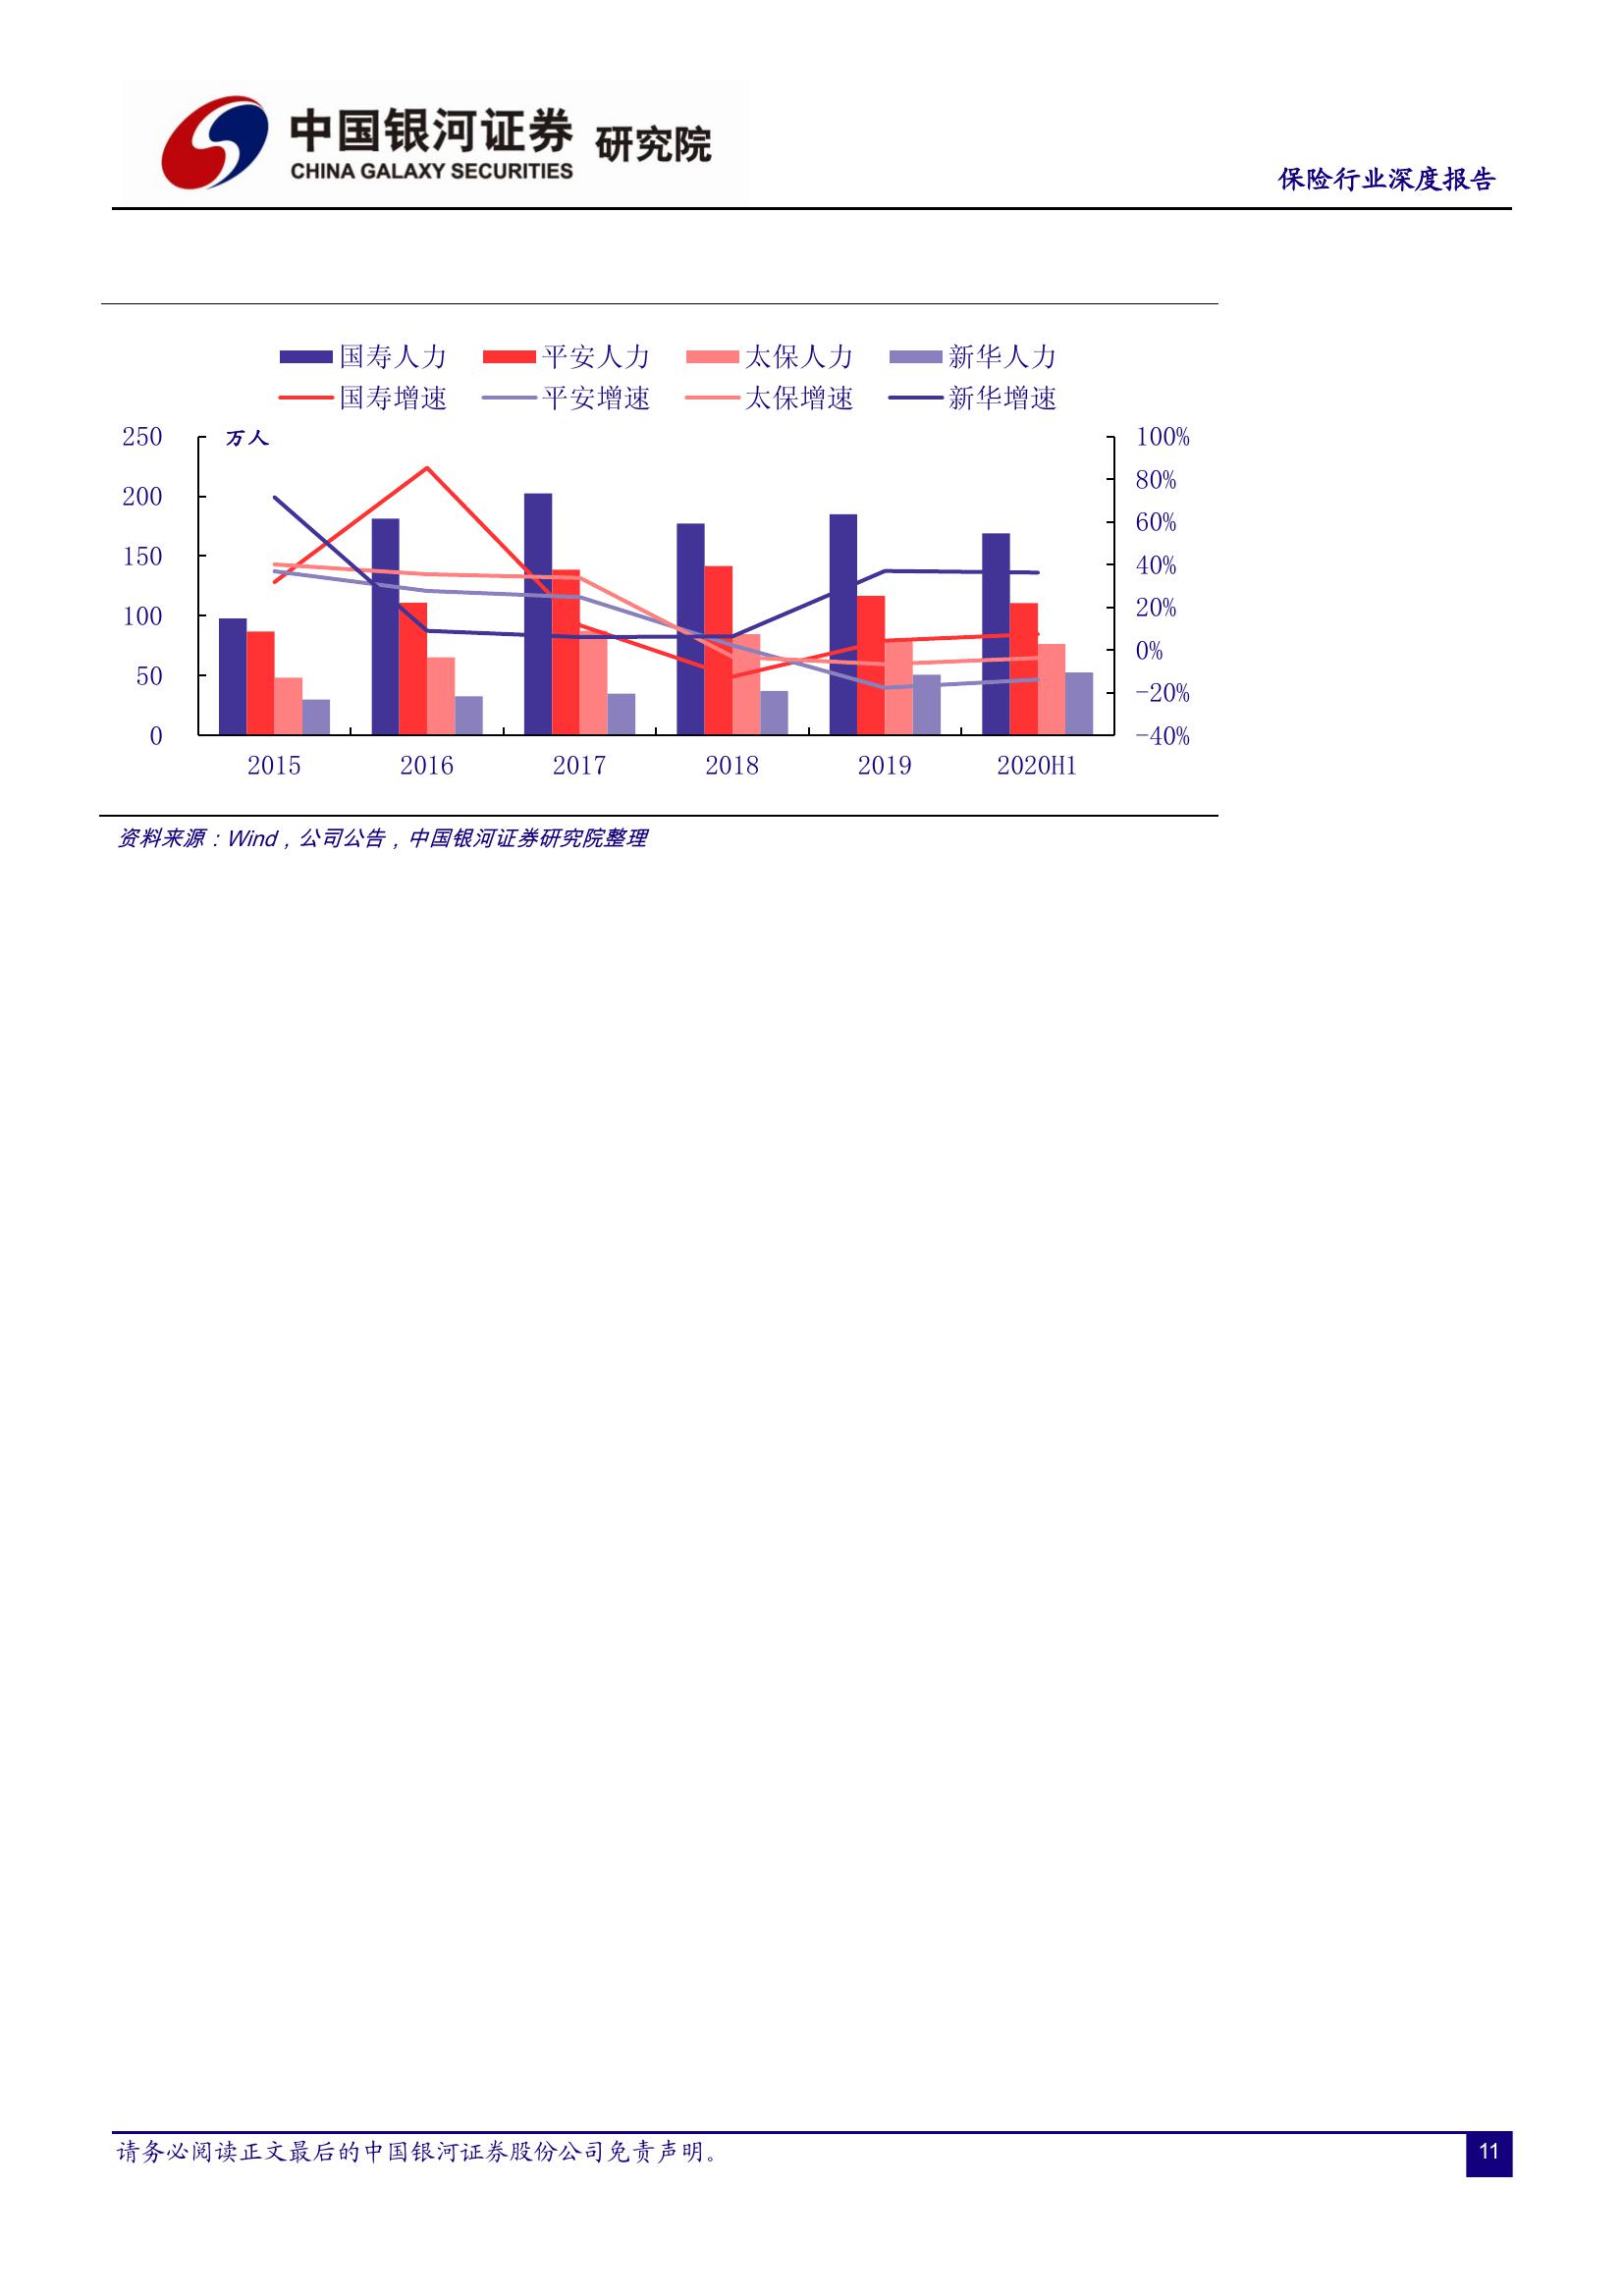 中国银河证券 研究院
CHINA GALAXY SECURITIES
保险行业深度报告
国寿人力 平安人力 太保人力 新华人力
国寿增速 平安增速 太保增速 新华增速
250 万人 100%
200 80%
150 60%
100 40%
50 20%
0 0%
-20%
-40%
2015 2016 2017 2018 2019 2020H1
资料来源：Wind，公司公告，中国银河证券研究院整理
请务必阅读正文最后的中国银河证券股份公司免责声明。
11